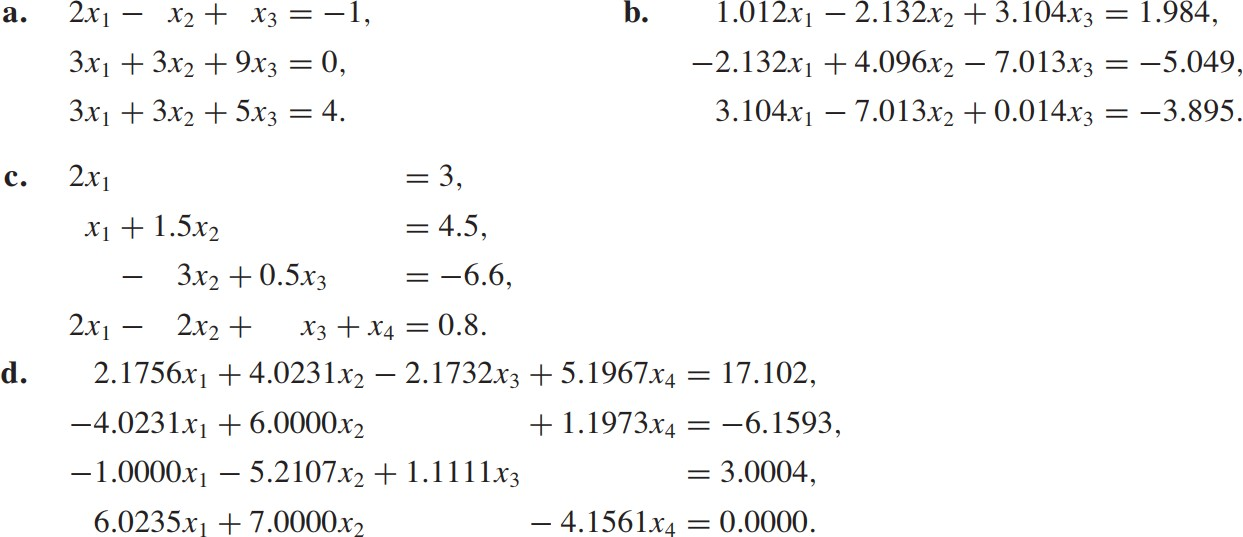 a. 2x₁ − x₂ + x₃ = −1,
3x₁ + 3x₂ + 9x₃ = 0,
3x₁ + 3x₂ + 5x₃ = 4.
b. 1.012x₁ − 2.132x₂ + 3.104x₃ = 1.984,
−2.132x₁ + 4.096x₂ − 7.013x₃ = −5.049,
3.104x₁ − 7.013x₂ + 0.014x₃ = −3.895.
c. 2x₁ = 3,
x₁ + 1.5x₂ = 4.5,
− 3x₂ + 0.5x₃ = −6.6,
2x₁ − 2x₂ + x₃ + x₄ = 0.8.
d. 2.1756x₁ + 4.0231x₂ − 2.1732x₃ + 5.1967x₄ = 17.102,
−4.0231x₁ + 6.0000x₂ + 1.1973x₄ = −6.1593,
−1.0000x₁ − 5.2107x₂ + 1.1111x₃ = 3.0004,
6.0235x₁ + 7.0000x₂ − 4.1561x₄ = 0.0000.